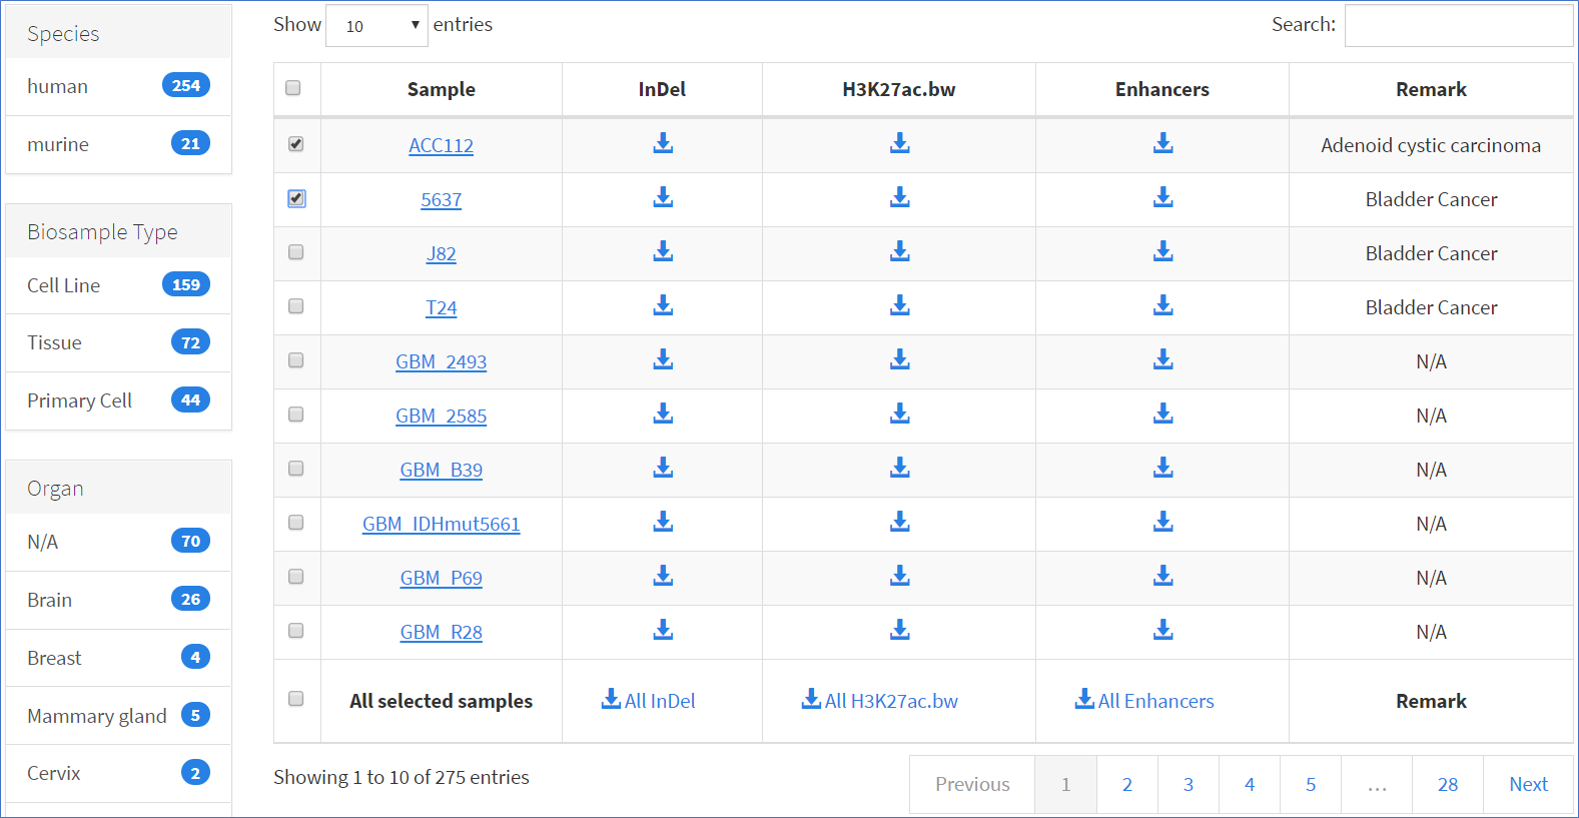 Species
human 254
murine 21
Biosample Type
Cell Line 159
Tissue 72
Primary Cell 44
Organ
N/A 70
Brain 26
Breast 4
Mammary gland 5
Cervix 2
Show 10 entries
Search:
Sample InDel H3K27ac.bw Enhancers Remark
ACC112 Adenoid cystic carcinoma
5637 Bladder Cancer
J82 Bladder Cancer
T24 Bladder Cancer
GBM_2493 N/A
GBM_2585 N/A
GBM_B39 N/A
GBM_IDHmut5661 N/A
GBM_P69 N/A
GBM_R28 N/A
All selected samples All InDel All H3K27ac.bw All Enhancers Remark
Showing 1 to 10 of 275 entries
Previous 1 2 3 4 5 ... 28 Next